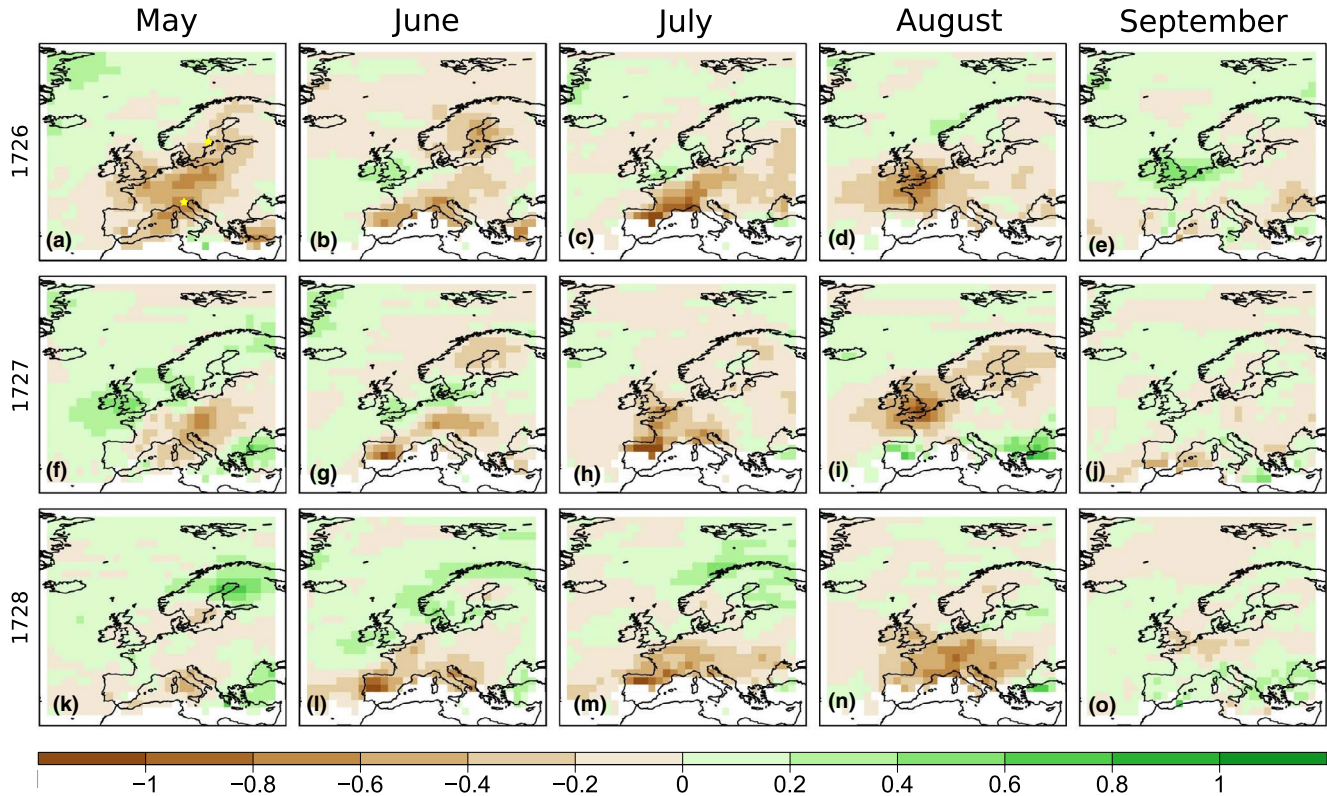 May June July August September
1726
(a) (b) (c) (d) (e)
1727
(f) (g) (h) (i) (j)
1728
(k) (l) (m) (n) (o)
−1 −0.8 −0.6 −0.4 −0.2 0 0.2 0.4 0.6 0.8 1